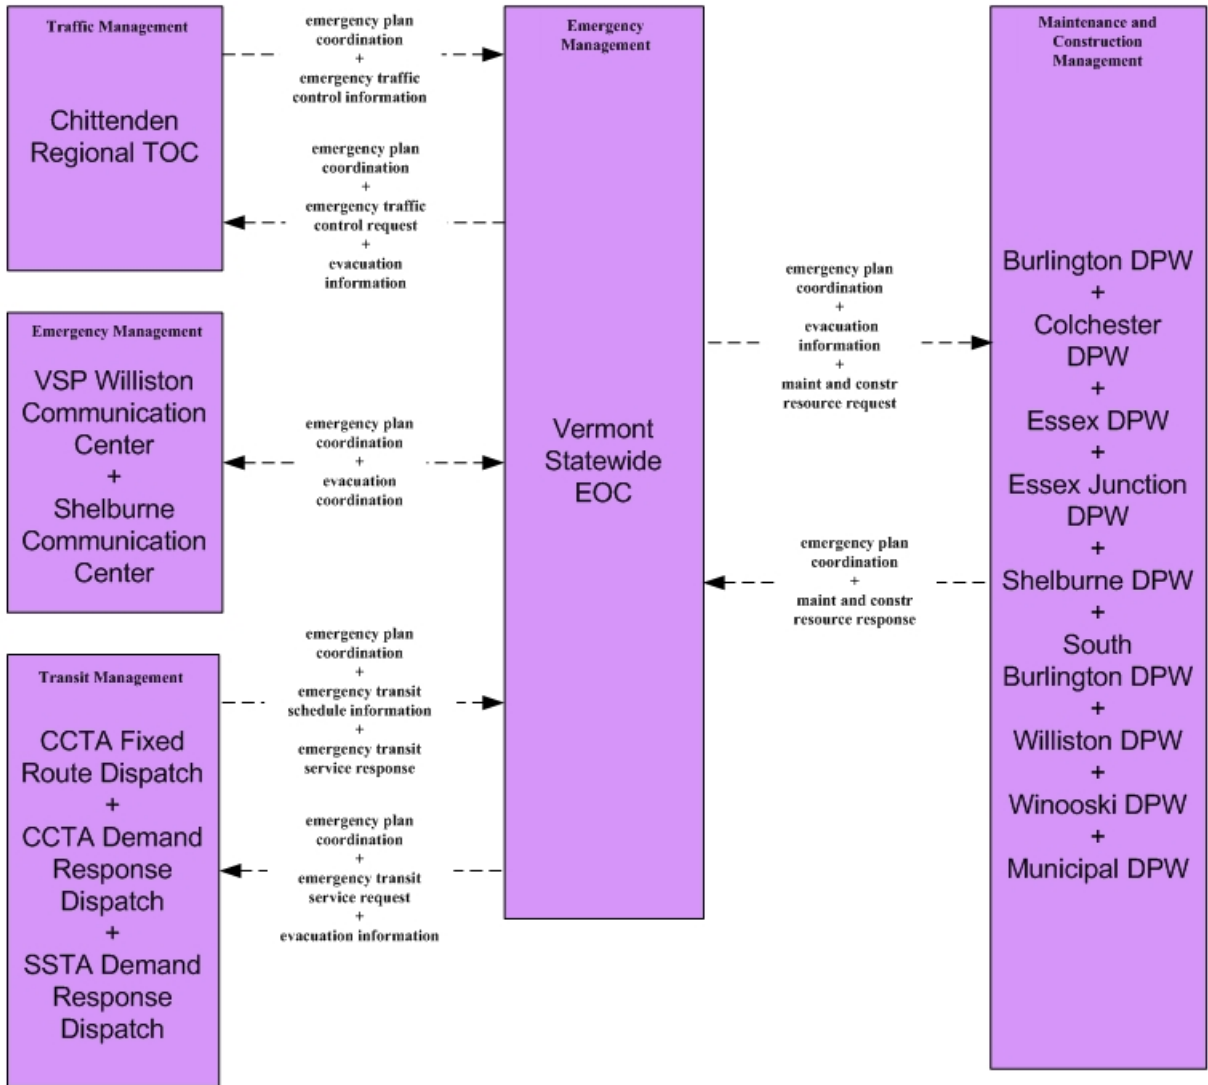 Traffic Management
Chittenden
Regional TOC
emergency plan
coordination
+
emergency traffic
control information
emergency plan
coordination
+
emergency traffic
control request
+
evacuation
information
Emergency Management
VSP Williston
Communication
Center
+
Shelburne
Communication
Center
emergency plan
coordination
+
evacuation
coordination
Transit Management
CCTA Fixed
Route Dispatch
+
CCTA Demand
Response
Dispatch
+
SSTA Demand
Response
Dispatch
emergency plan
coordination
+
emergency transit
schedule information
+
emergency transit
service response
emergency plan
coordination
+
emergency transit
service request
+
evacuation information
Emergency
Management
Vermont
Statewide
EOC
emergency plan
coordination
+
evacuation
information
+
maint and constr
resource request
emergency plan
coordination
+
maint and constr
resource response
Maintenance and
Construction
Management
Burlington DPW
+
Colchester
DPW
+
Essex DPW
+
Essex Junction
DPW
+
Shelburne DPW
+
South
Burlington DPW
+
Williston DPW
+
Winooski DPW
+
Municipal DPW